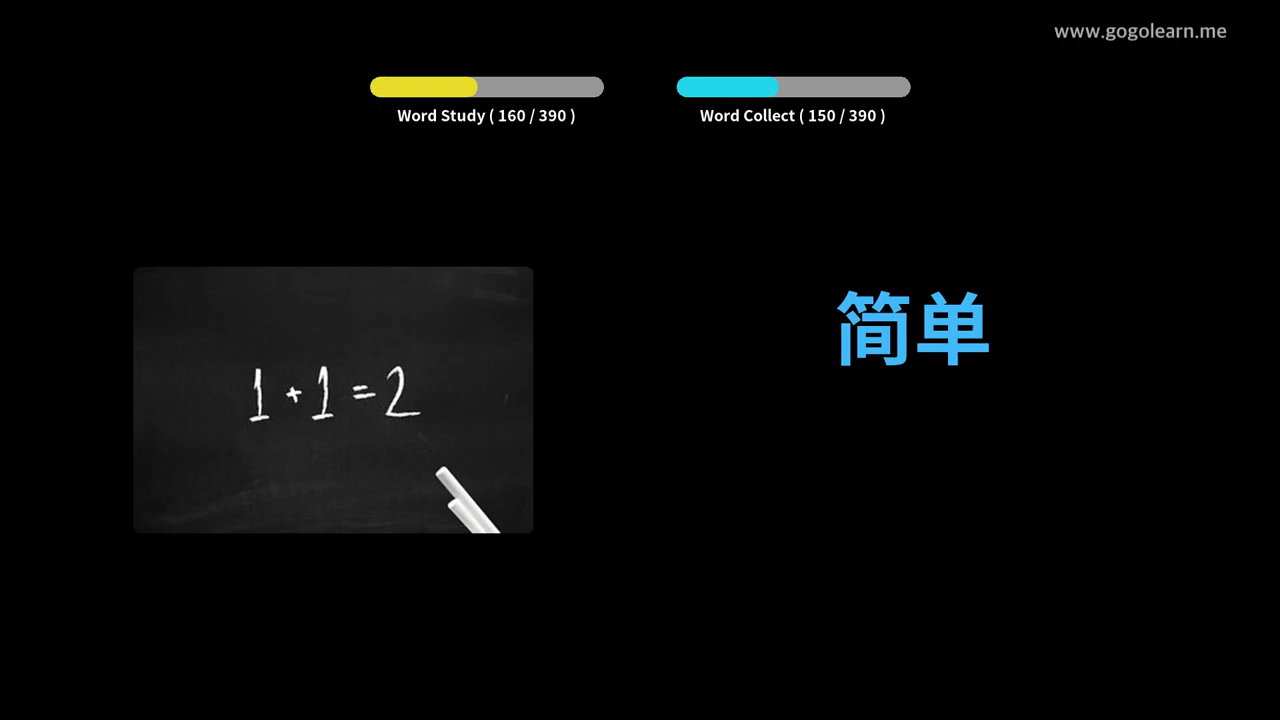 www.gogolearn.me
Word Study ( 160 / 390 )
Word Collect ( 150 / 390 )
简单
1 + 1 = 2